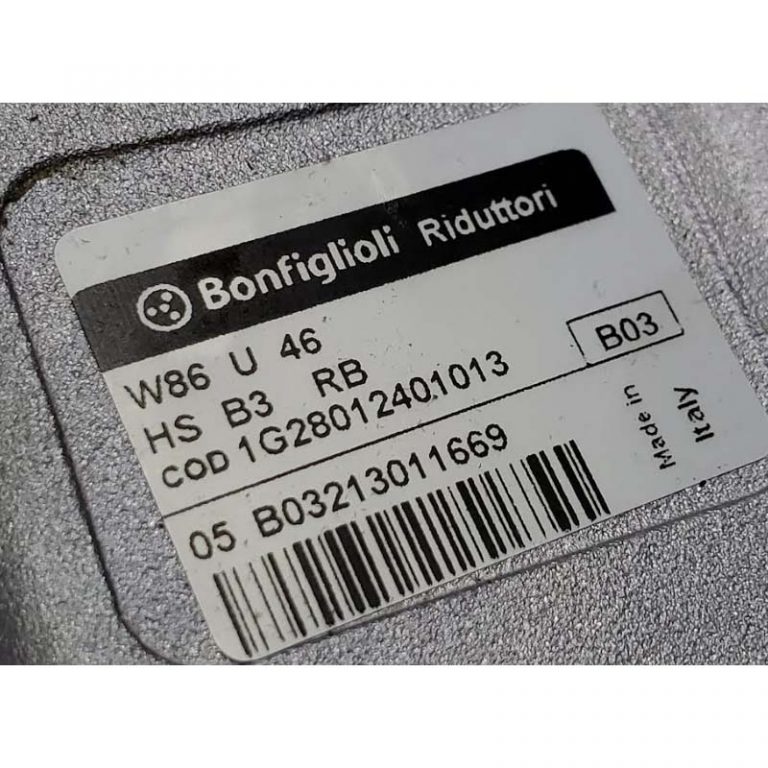 Bonfiglioli Riduttori
W86 U 46
HS B3 RB
COD 1G28012401013
B03
05 B03213011669
Made in
Italy